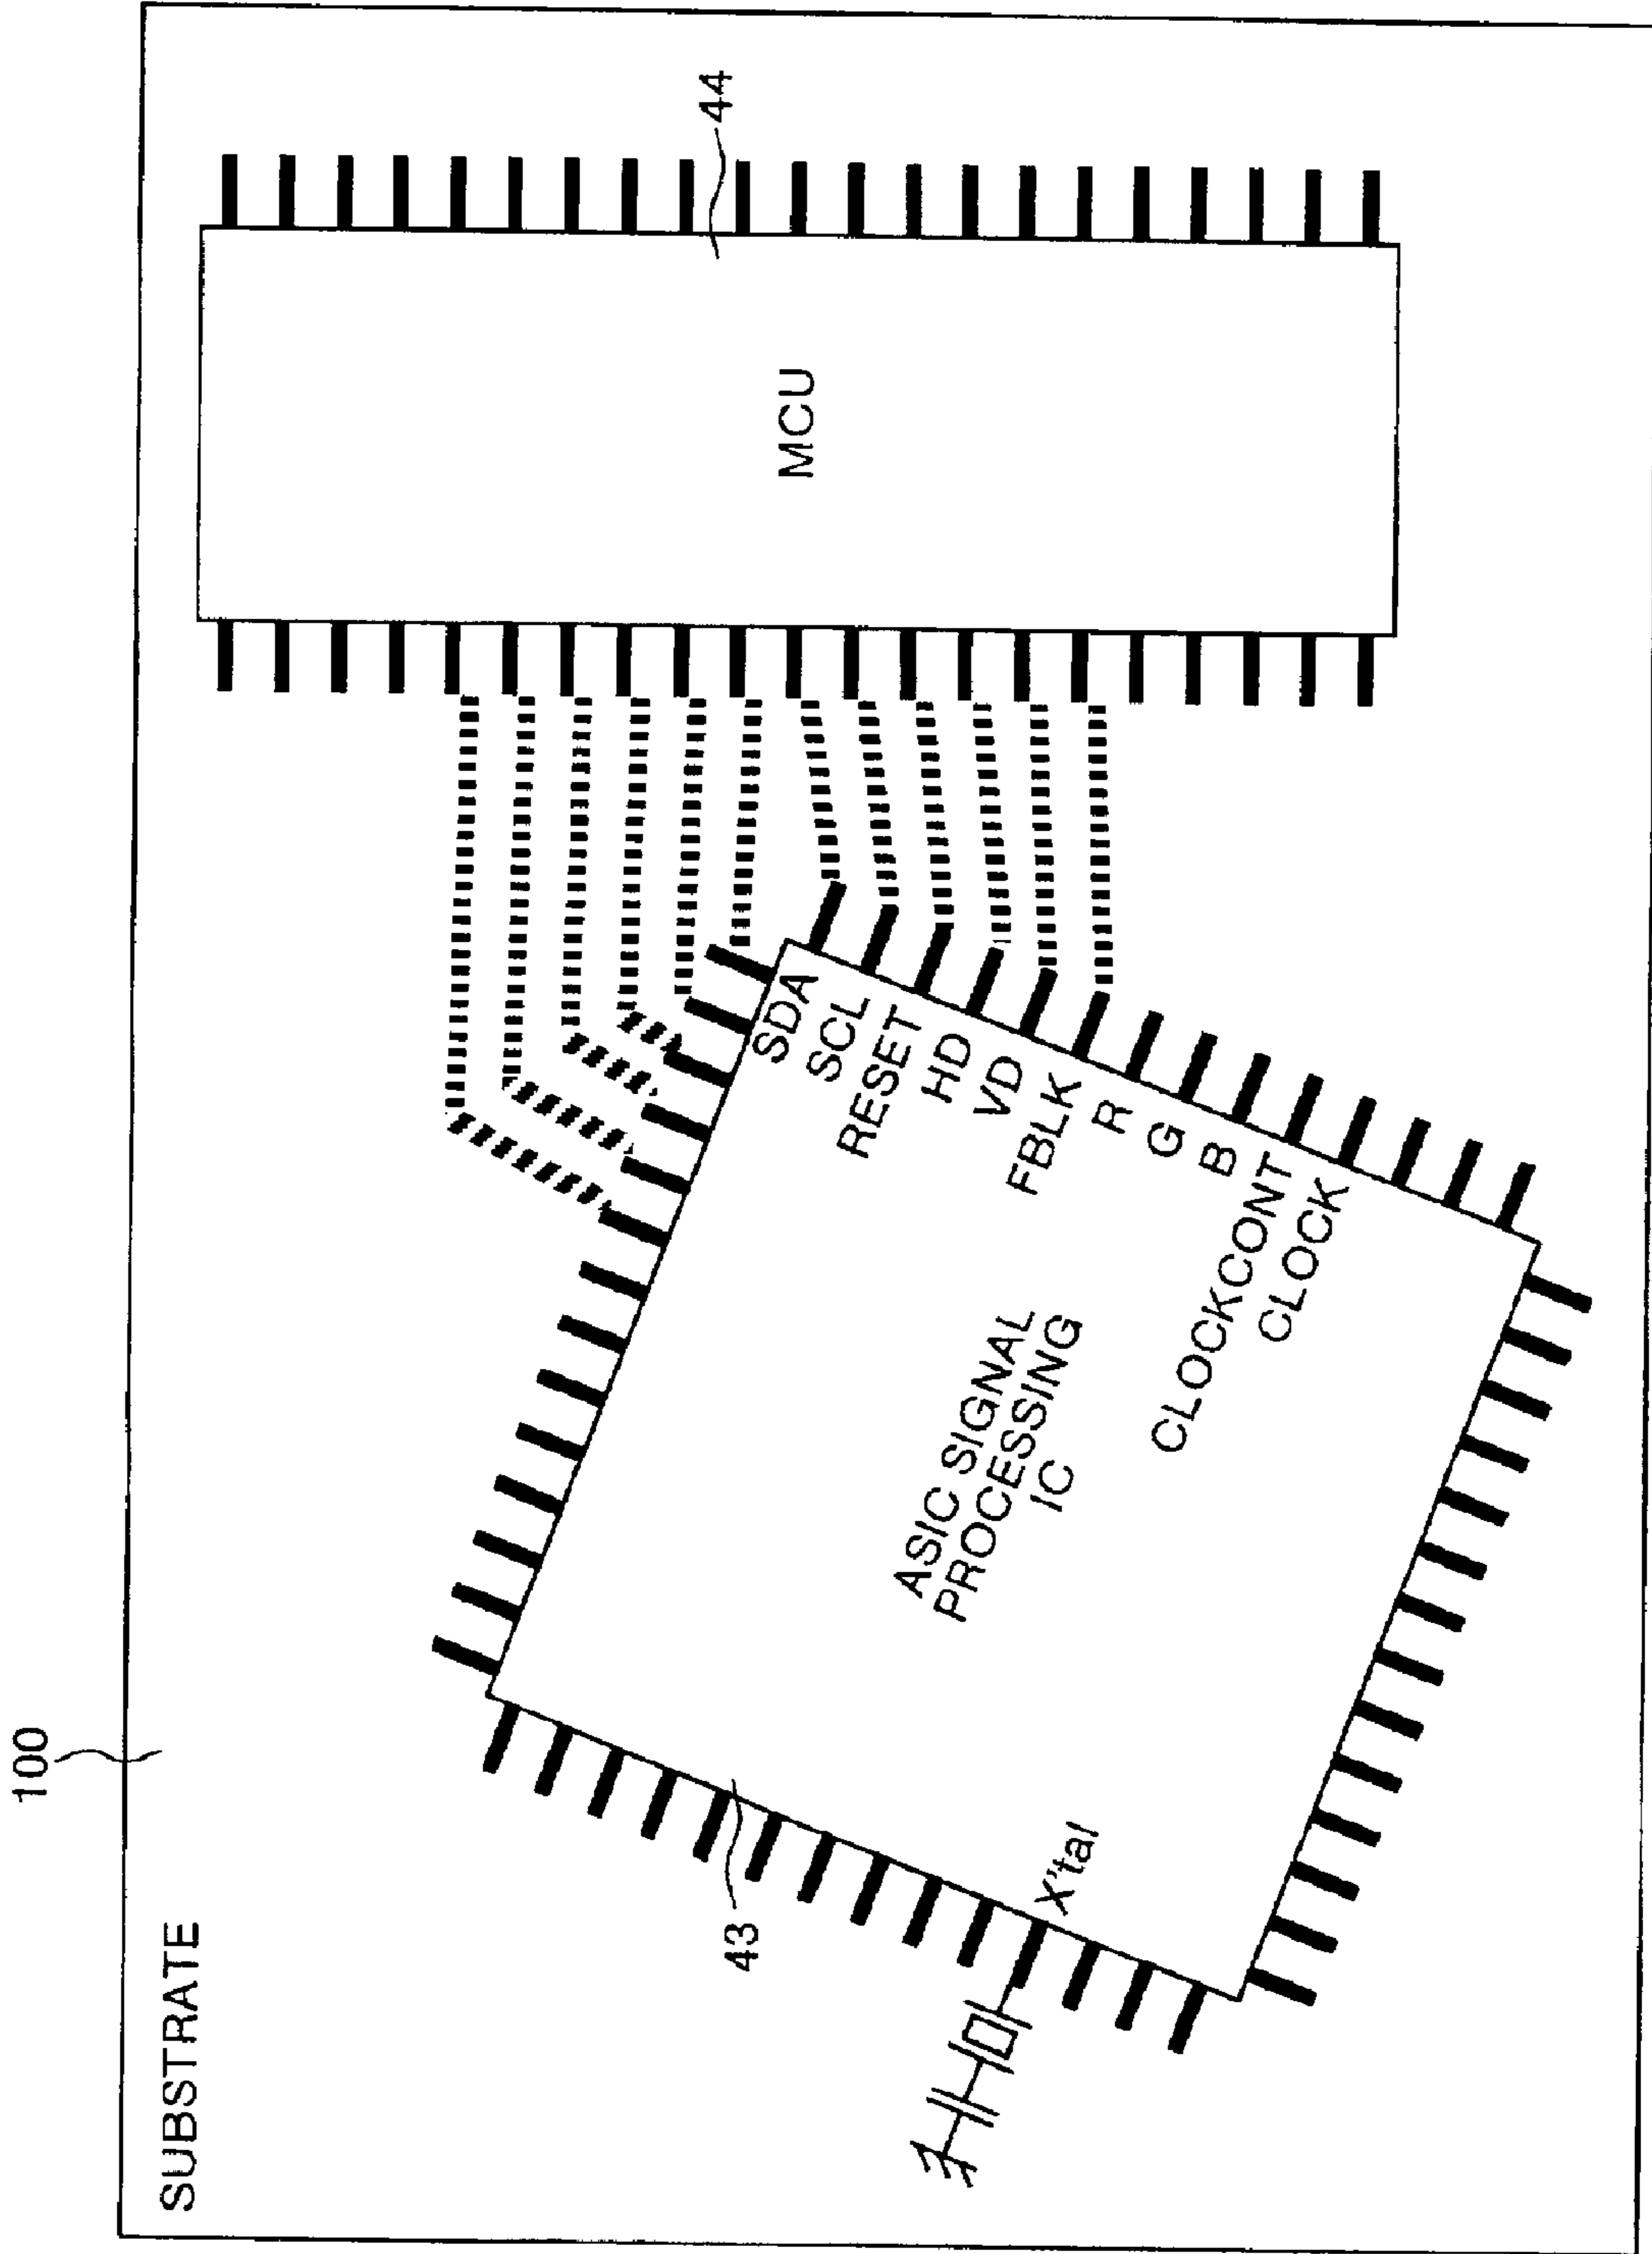 100
SUBSTRATE
44
MCU
SDA
SCL
RESET
HD
VD
FBLK
R
G
B
CLOCKCONT
CLOCK
ASIC SIGNAL
PROCESSING
IC
43
X'tal